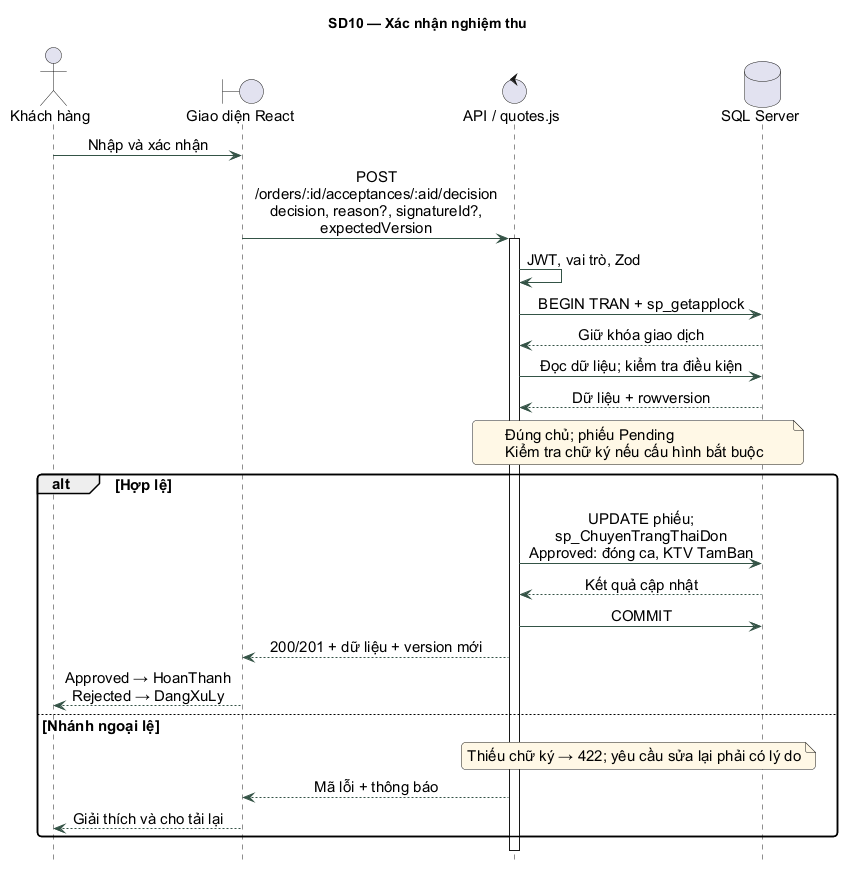 SD10 — Xác nhận nghiệm thu
Khách hàng
Giao diện React
API / quotes.js
SQL Server
Nhập và xác nhận
POST
/orders/:id/acceptances/:aid/decision
decision, reason?, signatureId?,
expectedVersion
JWT, vai trò, Zod
BEGIN TRAN + sp_getapplock
Giữ khóa giao dịch
Đọc dữ liệu; kiểm tra điều kiện
Dữ liệu + rowversion
Đúng chủ; phiếu Pending
Kiểm tra chữ ký nếu cấu hình bắt buộc
alt [Hợp lệ]
UPDATE phiếu;
sp_ChuyenTrangThaiDon
Approved: đóng ca, KTV TamBan
Kết quả cập nhật
COMMIT
200/201 + dữ liệu + version mới
Approved → HoanThanh
Rejected → DangXuLy
[Nhánh ngoại lệ]
Thiếu chữ ký → 422; yêu cầu sửa lại phải có lý do
Mã lỗi + thông báo
Giải thích và cho tải lại